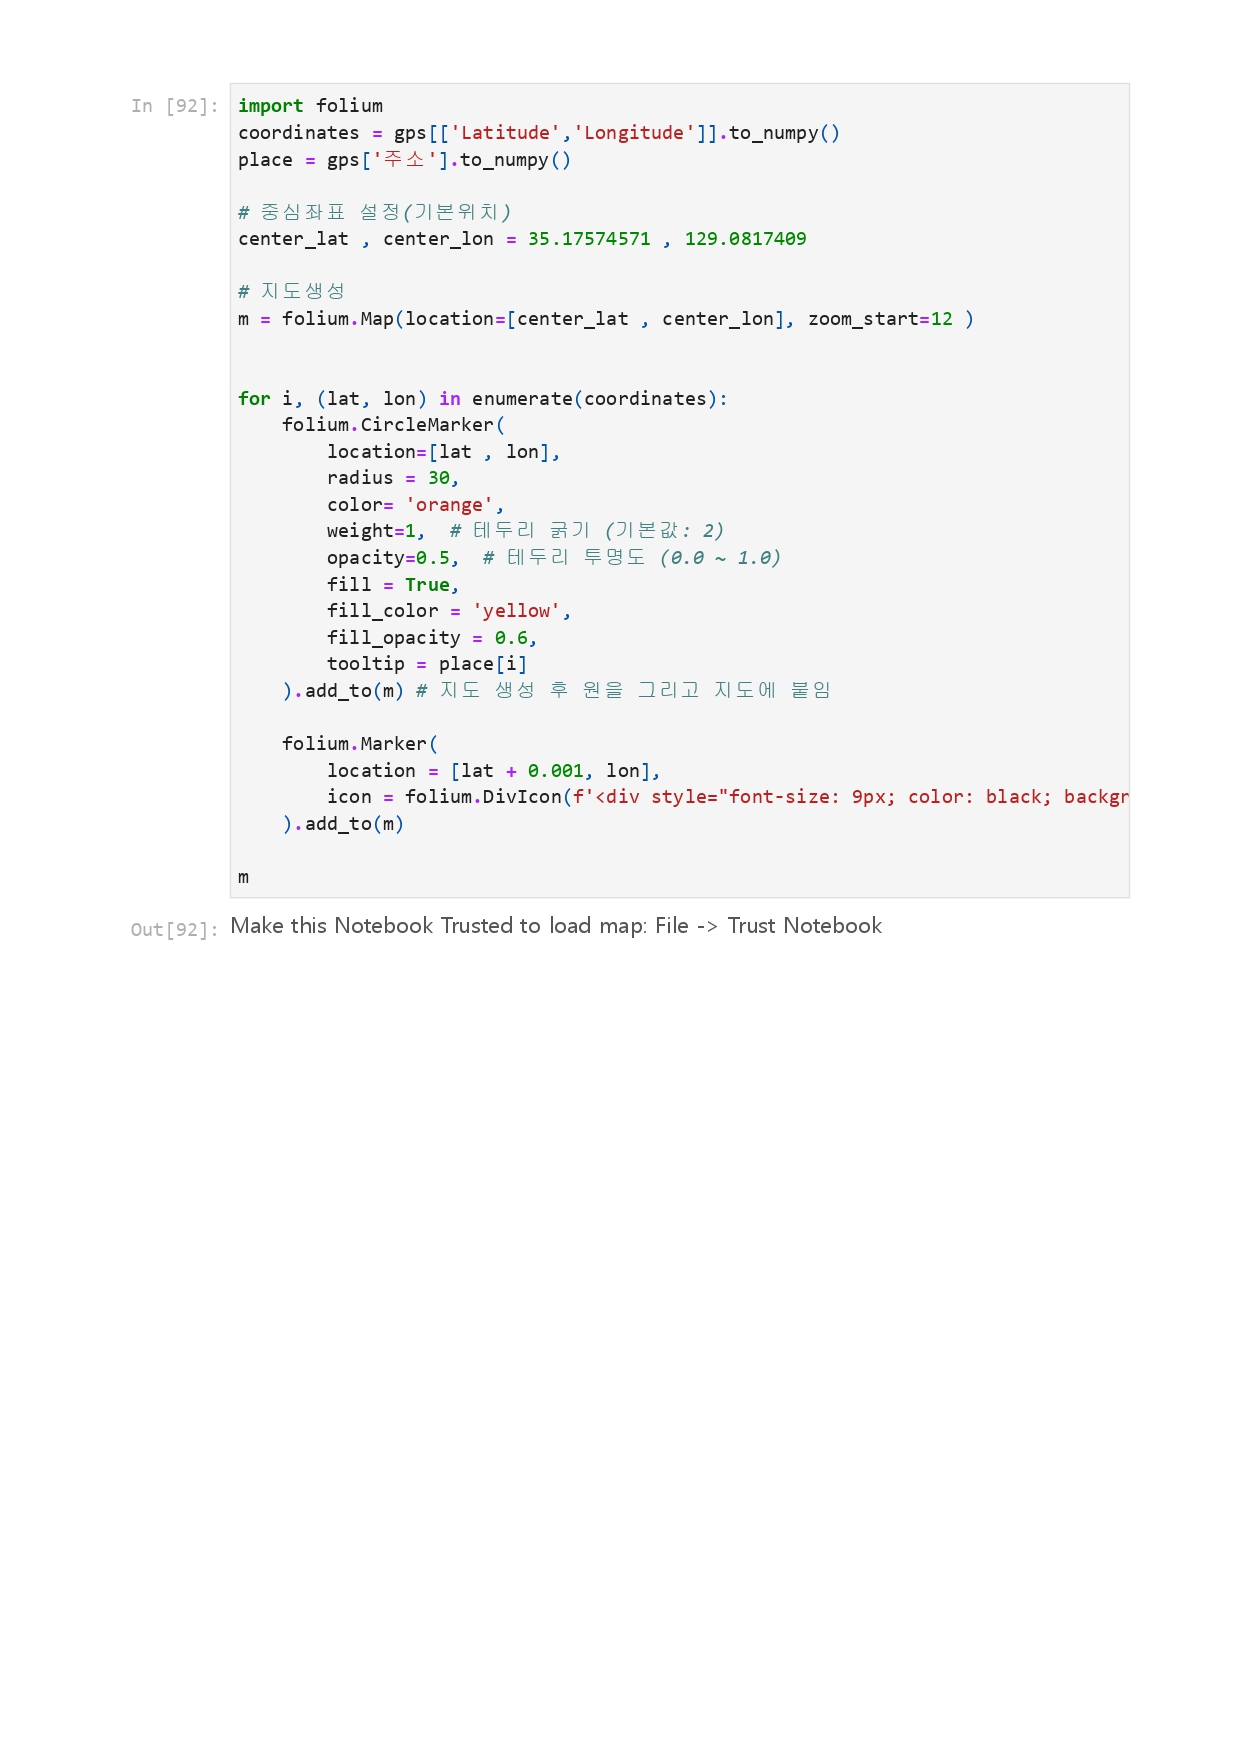 In [92]: import folium
coordinates = gps[['Latitude','Longitude']].to_numpy()
place = gps['주소'].to_numpy()
# 중심좌표 설정(기본위치)
center_lat , center_lon = 35.17574571 , 129.0817409
# 지도생성
m = folium.Map(location=[center_lat , center_lon], zoom_start=12 )
for i, (lat, lon) in enumerate(coordinates):
    folium.CircleMarker(
        location=[lat , lon],
        radius = 30,
        color= 'orange',
        weight=1,  # 테두리 굵기 (기본값: 2)
        opacity=0.5,  # 테두리 투명도 (0.0 ~ 1.0)
        fill = True,
        fill_color = 'yellow',
        fill_opacity = 0.6,
        tooltip = place[i]
    ).add_to(m) # 지도 생성 후 원을 그리고 지도에 붙임
    folium.Marker(
        location = [lat + 0.001, lon],
        icon = folium.DivIcon(f'<div style="font-size: 9px; color: black; backgr
    ).add_to(m)
m
Out[92]: Make this Notebook Trusted to load map: File -> Trust Notebook